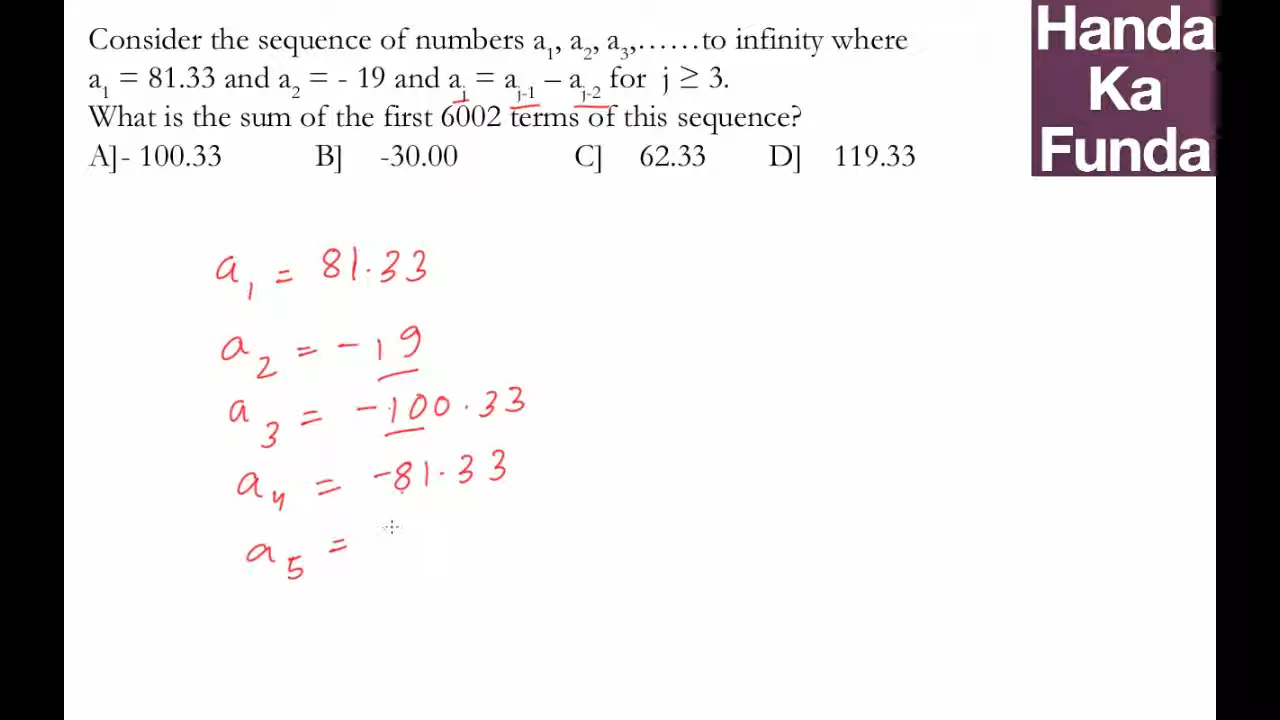 Consider the sequence of numbers a₁, a₂, a₃,......to infinity where
a₁ = 81.33 and a₂ = - 19 and aⱼ = aⱼ₋₁ – aⱼ₋₂ for j ≥ 3.
What is the sum of the first 6002 terms of this sequence?
A]- 100.33 B] -30.00 C] 62.33 D] 119.33
Handa
Ka
Funda
a₁ = 81.33
a₂ = -19
a₃ = -100.33
a₄ = -81.33
a₅ =